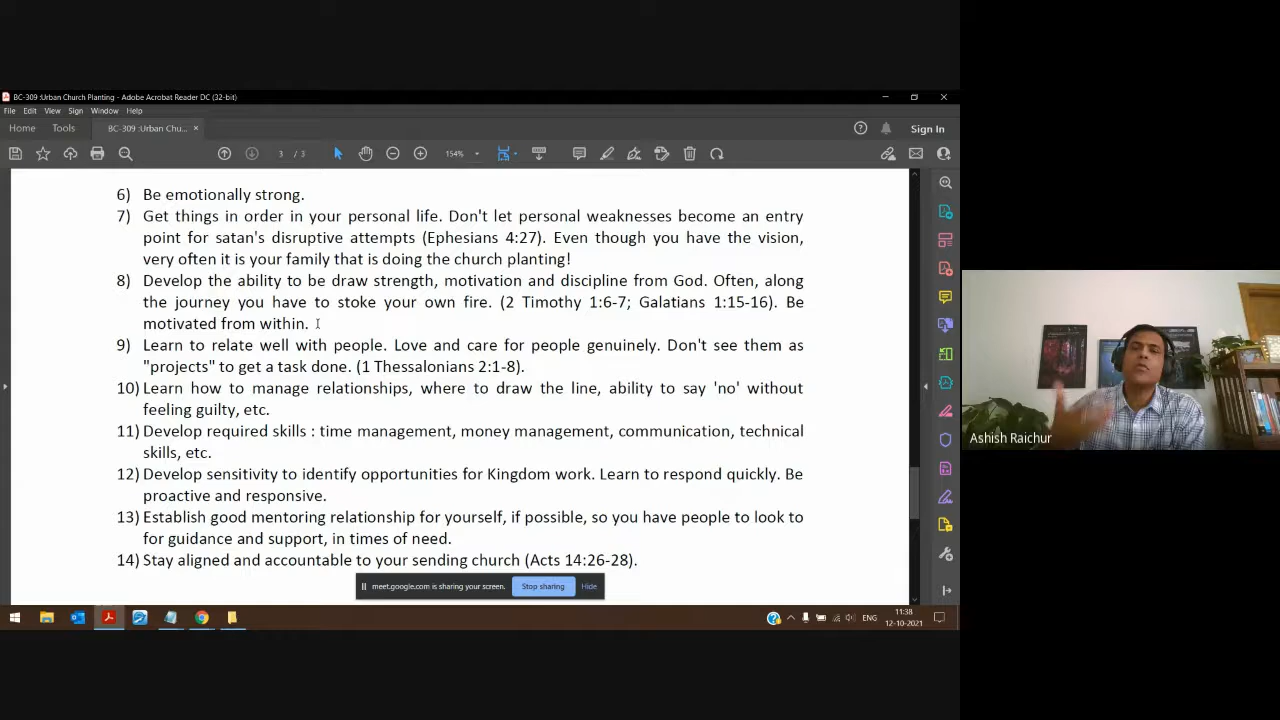 BC-309 :Urban Church Planting - Adobe Acrobat Reader DC (32-bit)
File Edit View Sign Window Help
Home Tools BC-309 :Urban Chu... × Sign In
3 / 3 154%
6) Be emotionally strong.
7) Get things in order in your personal life. Don't let personal weaknesses become an entry
point for satan's disruptive attempts (Ephesians 4:27). Even though you have the vision,
very often it is your family that is doing the church planting!
8) Develop the ability to be draw strength, motivation and discipline from God. Often, along
the journey you have to stoke your own fire. (2 Timothy 1:6-7; Galatians 1:15-16). Be
motivated from within.
9) Learn to relate well with people. Love and care for people genuinely. Don't see them as
"projects" to get a task done. (1 Thessalonians 2:1-8).
10) Learn how to manage relationships, where to draw the line, ability to say 'no' without
feeling guilty, etc.
11) Develop required skills : time management, money management, communication, technical
skills, etc.
12) Develop sensitivity to identify opportunities for Kingdom work. Learn to respond quickly. Be
proactive and responsive.
13) Establish good mentoring relationship for yourself, if possible, so you have people to look to
for guidance and support, in times of need.
14) Stay aligned and accountable to your sending church (Acts 14:26-28).
meet.google.com is sharing your screen. Stop sharing Hide
Ashish Raichur
ENG
11:38
12-10-2021